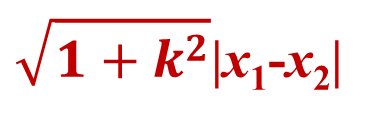 √(1 + k²)|x₁-x₂|